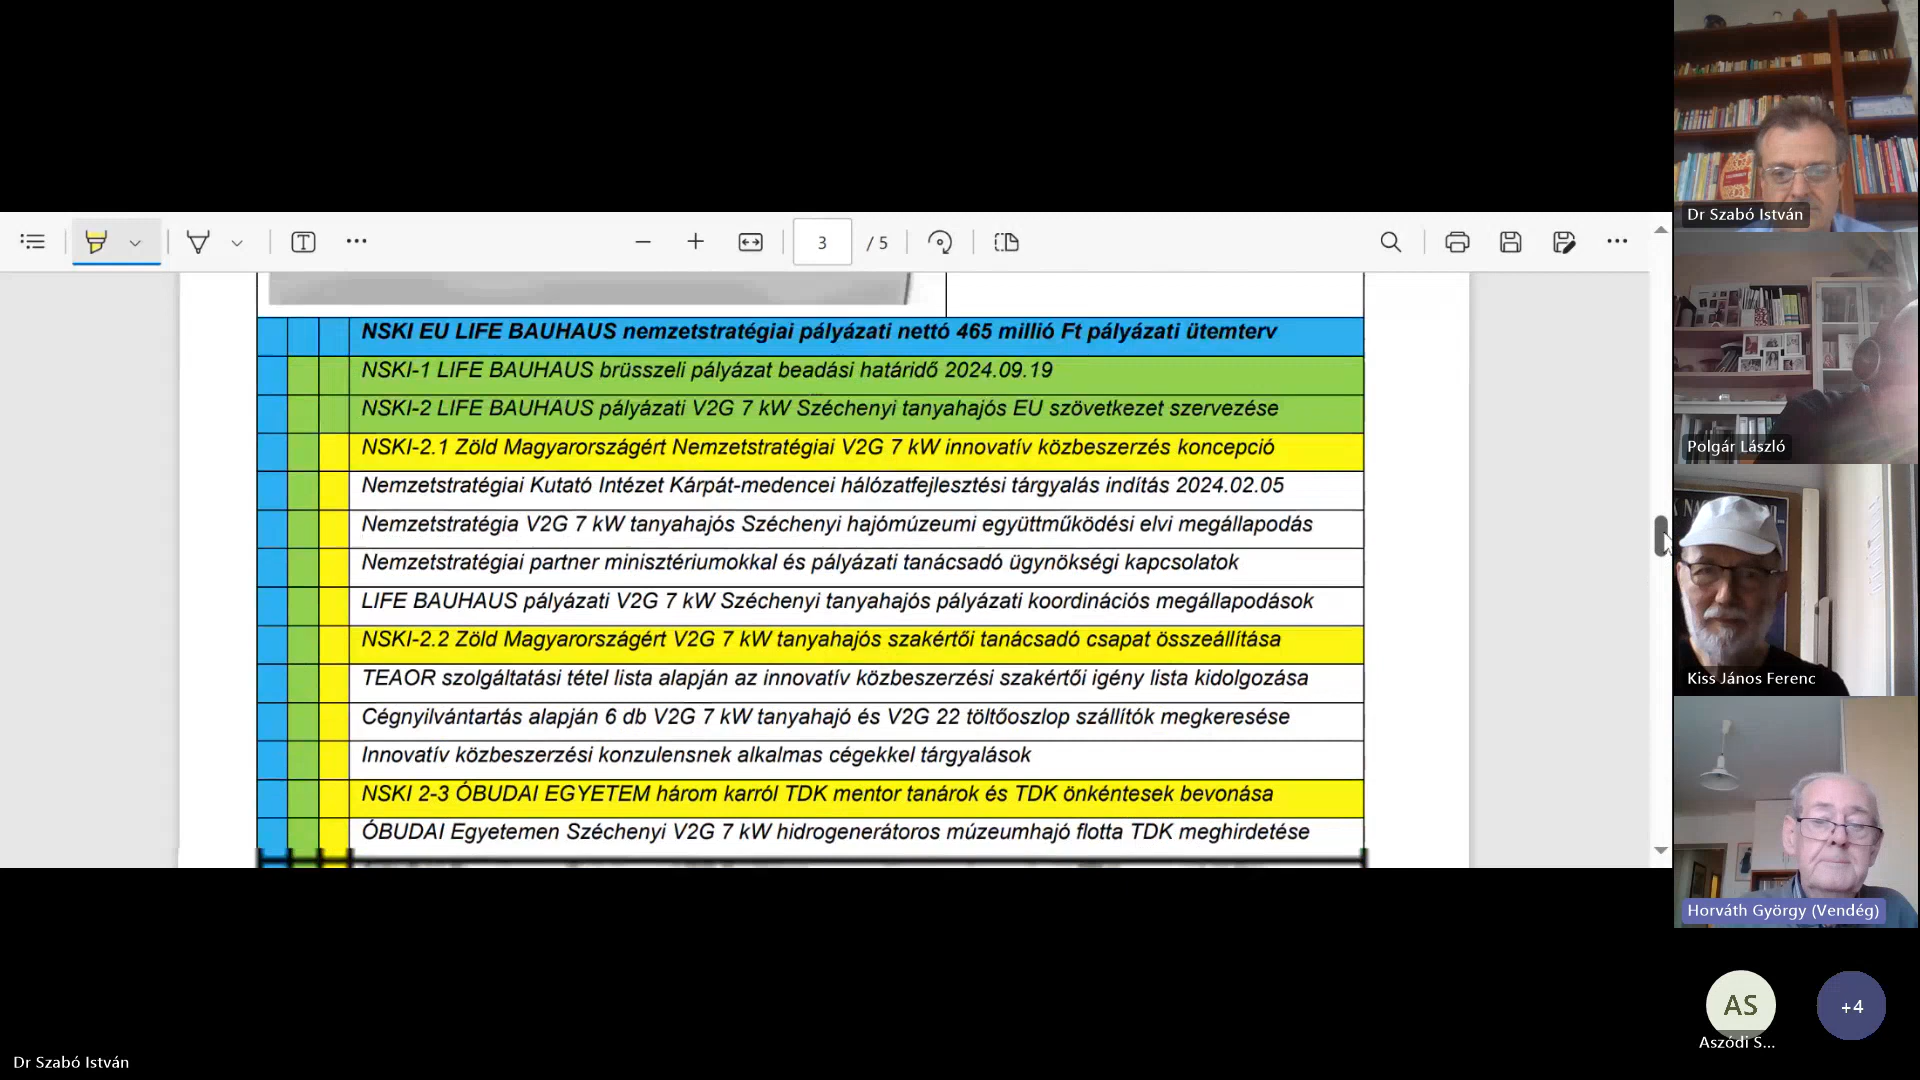 3 / 5
NSKI EU LIFE BAUHAUS nemzetstratégiai pályázati nettó 465 millió Ft pályázati ütemterv
NSKI-1 LIFE BAUHAUS brüsszeli pályázat beadási határidő 2024.09.19
NSKI-2 LIFE BAUHAUS pályázati V2G 7 kW Széchenyi tanyahajós EU szövetkezet szervezése
NSKI-2.1 Zöld Magyarországért Nemzetstratégiai V2G 7 kW innovatív közbeszerzés koncepció
Nemzetstratégiai Kutató Intézet Kárpát-medencei hálózatfejlesztési tárgyalás indítás 2024.02.05
Nemzetstratégia V2G 7 kW tanyahajós Széchenyi hajómúzeumi együttműködési elvi megállapodás
Nemzetstratégiai partner minisztériumokkal és pályázati tanácsadó ügynökségi kapcsolatok
LIFE BAUHAUS pályázati V2G 7 kW Széchenyi tanyahajós pályázati koordinációs megállapodások
NSKI-2.2 Zöld Magyarországért V2G 7 kW tanyahajós szakértői tanácsadó csapat összeállítása
TEAOR szolgáltatási tétel lista alapján az innovatív közbeszerzési szakértői igény lista kidolgozása
Cégnyilvántartás alapján 6 db V2G 7 kW tanyahajó és V2G 22 töltőoszlop szállítók megkeresése
Innovatív közbeszerzési konzulensnek alkalmas cégekkel tárgyalások
NSKI 2-3 ÓBUDAI EGYETEM három karról TDK mentor tanárok és TDK önkéntesek bevonása
ÓBUDAI Egyetemen Széchenyi V2G 7 kW hidrogenerátoros múzeumhajó flotta TDK meghirdetése
Dr Szabó István
Polgár László
Kiss János Ferenc
Horváth György (Vendég)
AS
+4
Aszódi S...
Dr Szabó István